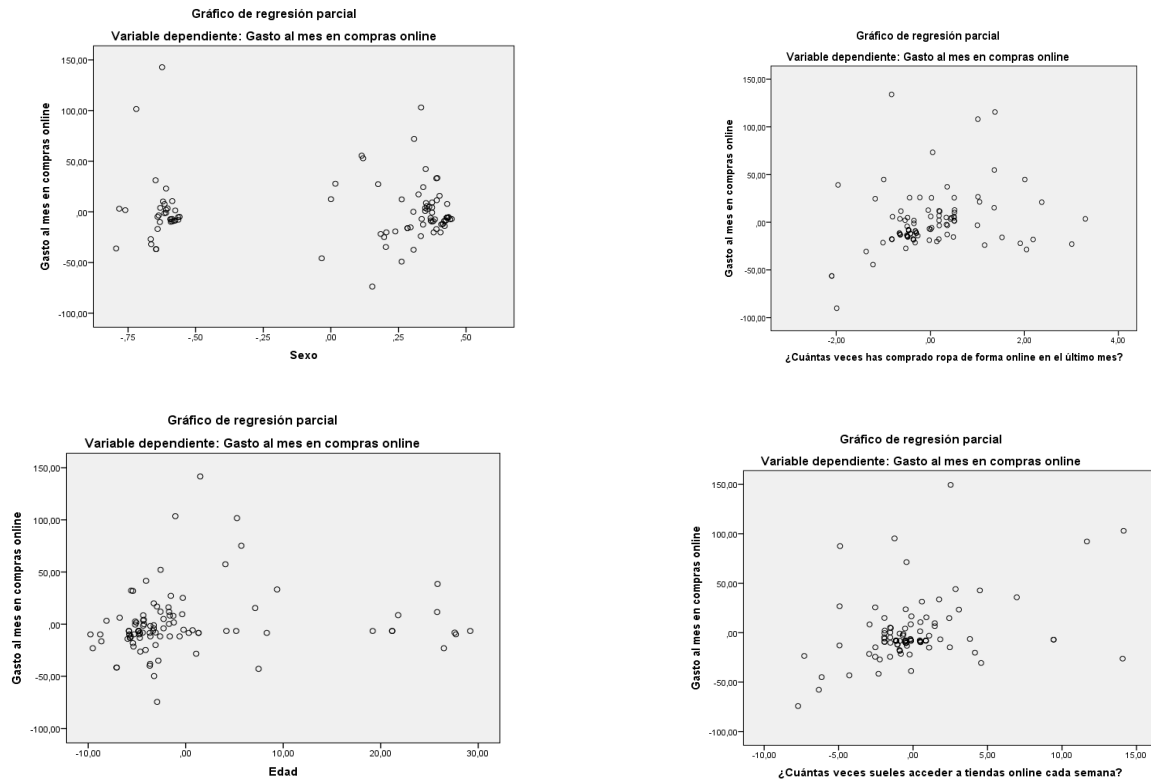 Gráfico de regresión parcial
Variable dependiente: Gasto al mes en compras online
Gasto al mes en compras online
150,00
100,00
50,00
,00
-50,00
-100,00
-,75 -,50 -,25 ,00 ,25 ,50
Sexo
Gráfico de regresión parcial
Variable dependiente: Gasto al mes en compras online
Gasto al mes en compras online
150,00
100,00
50,00
,00
-50,00
-100,00
-2,00 ,00 2,00 4,00
¿Cuántas veces has comprado ropa de forma online en el último mes?
Gráfico de regresión parcial
Variable dependiente: Gasto al mes en compras online
Gasto al mes en compras online
150,00
100,00
50,00
,00
-50,00
-100,00
-10,00 ,00 10,00 20,00 30,00
Edad
Gráfico de regresión parcial
Variable dependiente: Gasto al mes en compras online
Gasto al mes en compras online
150,00
100,00
50,00
,00
-50,00
-100,00
-10,00 -5,00 ,00 5,00 10,00 15,00
¿Cuántas veces sueles acceder a tiendas online cada semana?